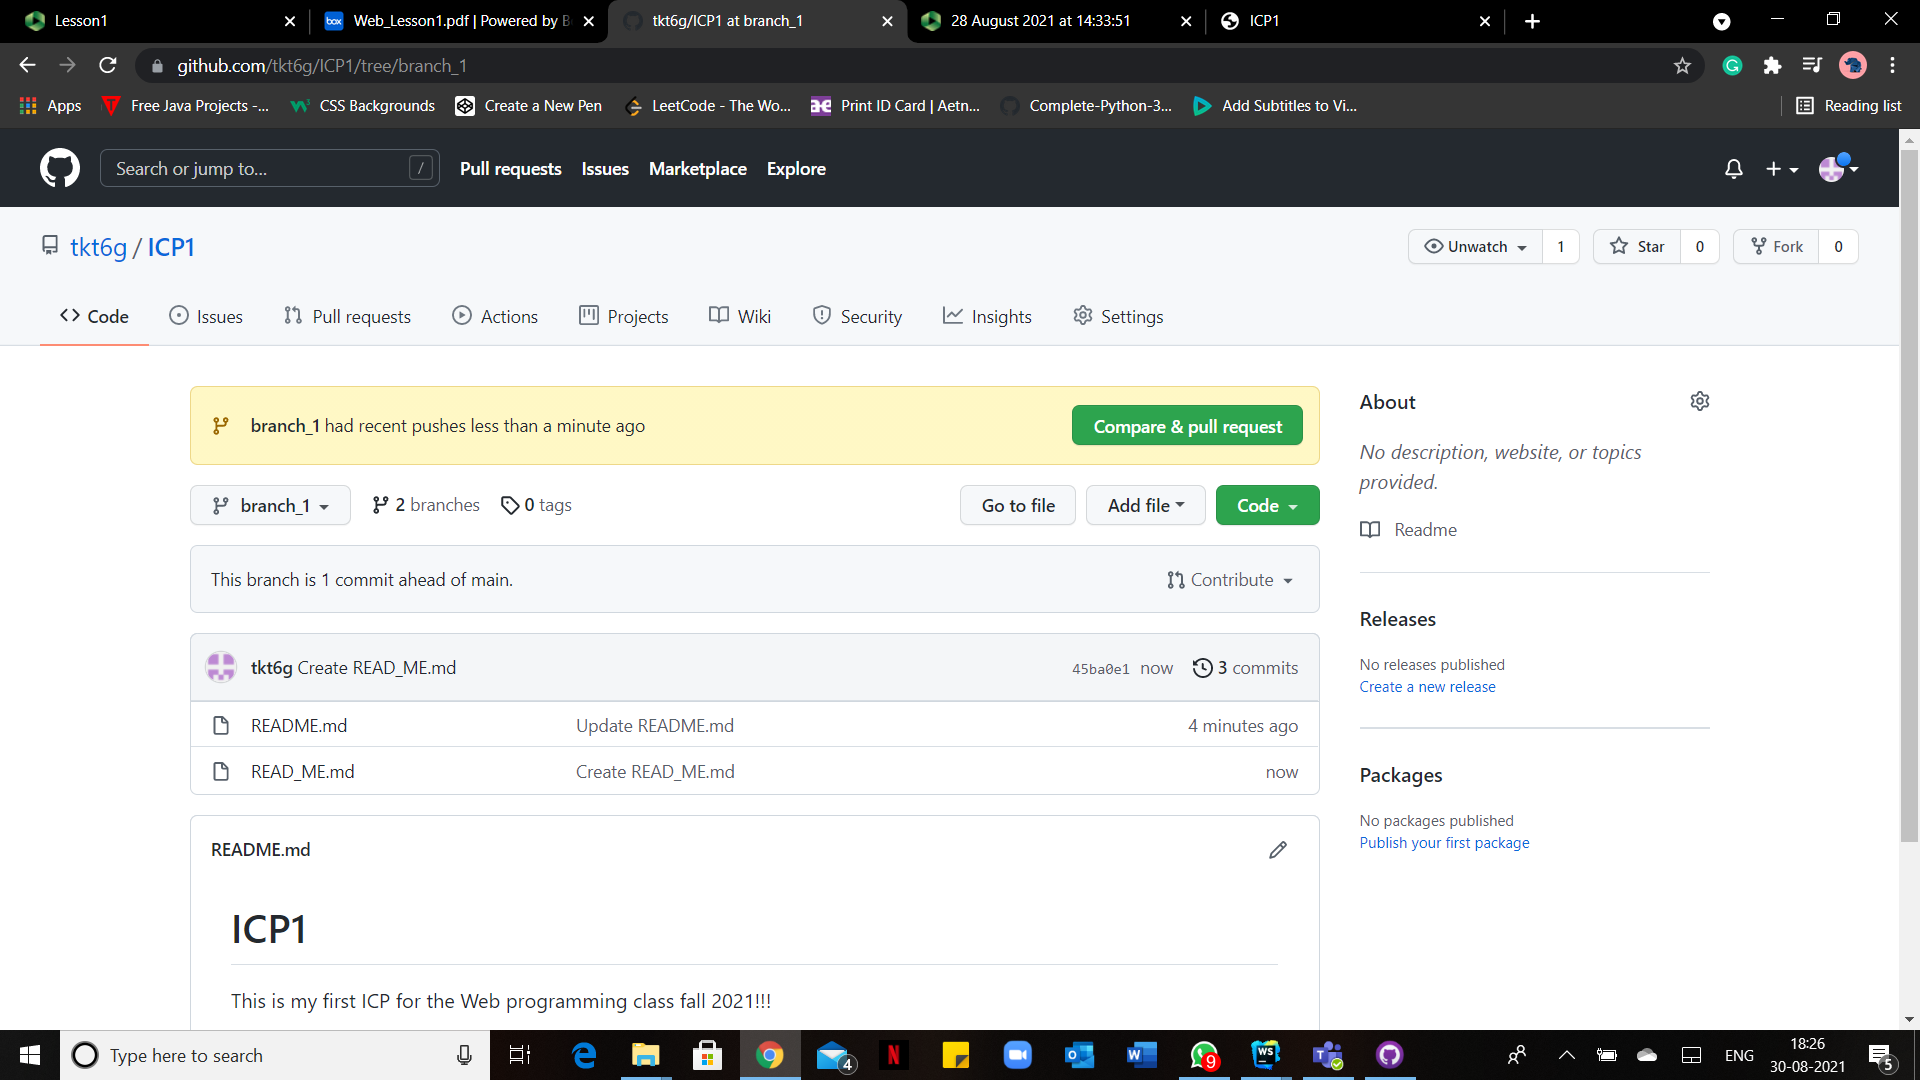 Lesson1
Web_Lesson1.pdf | Powered by B
tkt6g/ICP1 at branch_1
28 August 2021 at 14:33:51
ICP1
github.com/tkt6g/ICP1/tree/branch_1
Apps
Free Java Projects -...
CSS Backgrounds
Create a New Pen
LeetCode - The Wo...
Print ID Card | Aetn...
Complete-Python-3...
Add Subtitles to Vi...
Reading list
Search or jump to...
/
Pull requests
Issues
Marketplace
Explore
tkt6g / ICP1
Unwatch 1
Star 0
Fork 0
Code
Issues
Pull requests
Actions
Projects
Wiki
Security
Insights
Settings
branch_1 had recent pushes less than a minute ago
Compare & pull request
branch_1
2 branches
0 tags
Go to file
Add file
Code
This branch is 1 commit ahead of main.
Contribute
tkt6g Create READ_ME.md
45ba0e1 now
3 commits
README.md
Update README.md
4 minutes ago
READ_ME.md
Create READ_ME.md
now
README.md
ICP1
This is my first ICP for the Web programming class fall 2021!!!
About
No description, website, or topics
provided.
Readme
Releases
No releases published
Create a new release
Packages
No packages published
Publish your first package
Type here to search
4
9
ENG
18:26
30-08-2021
5